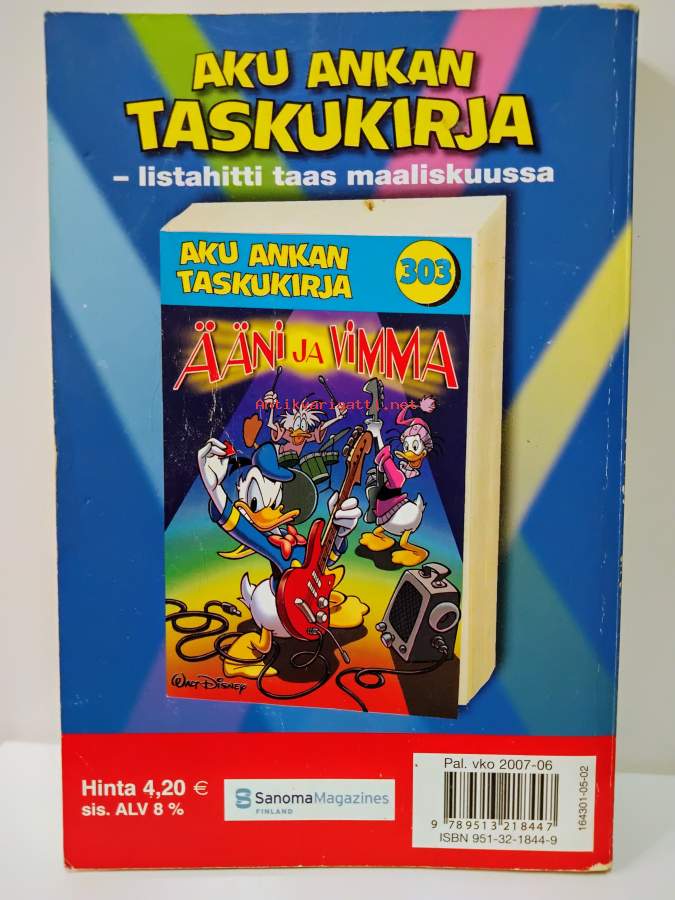 AKU ANKAN
TASKUKIRJA
– listahitti taas maaliskuussa
AKU ANKAN
TASKUKIRJA
303
ÄÄNI JA VIMMA
Antikvariaatti.net
WALT DISNEY
Hinta 4,20 €
sis. ALV 8 %
SanomaMagazines
FINLAND
Pal. vko 2007-06
9 789513 218447
ISBN 951-32-1844-9
164301-05-02